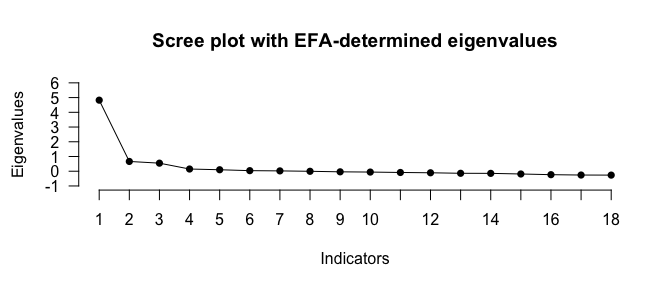 Scree plot with EFA-determined eigenvalues
Eigenvalues
6
5
4
3
2
1
0
-1
1 2 3 4 5 6 7 8 9 10 12 14 16 18
Indicators